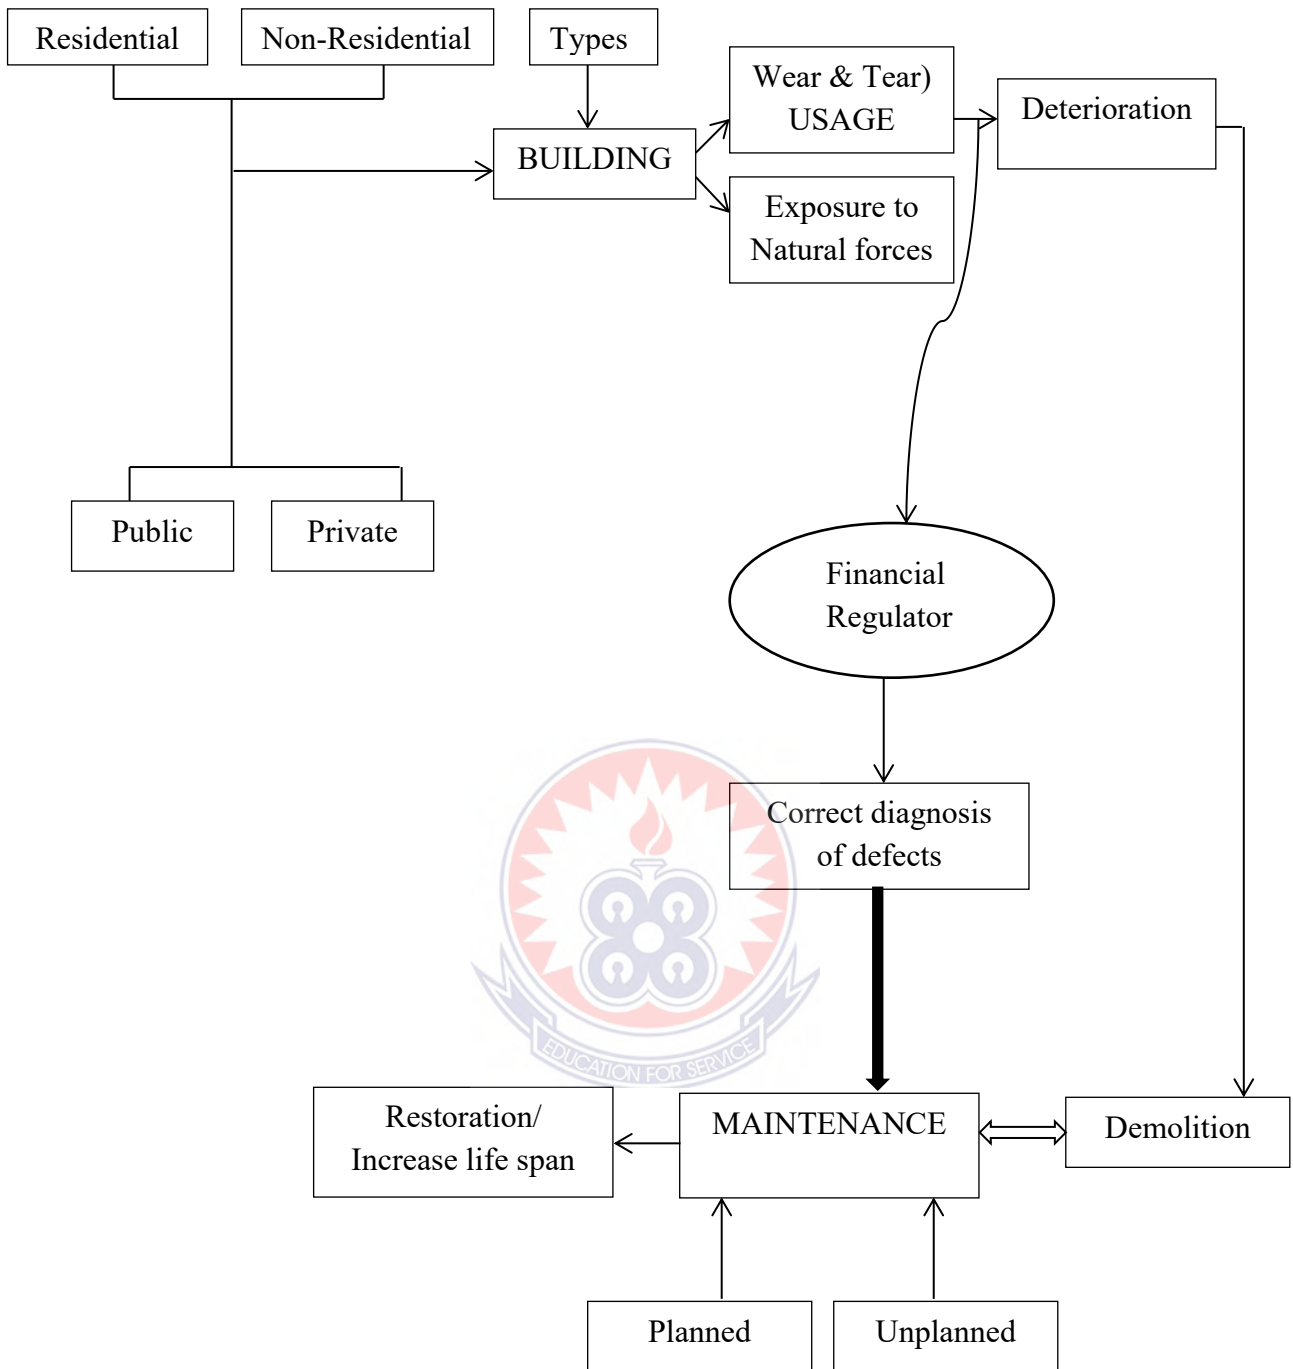 Residential
Non-Residential
Types
Wear & Tear)
USAGE
Deterioration
BUILDING
Exposure to
Natural forces
Public
Private
Financial
Regulator
Correct diagnosis
of defects
EDUCATION FOR SERVICE
Restoration/
Increase life span
MAINTENANCE
Demolition
Planned
Unplanned